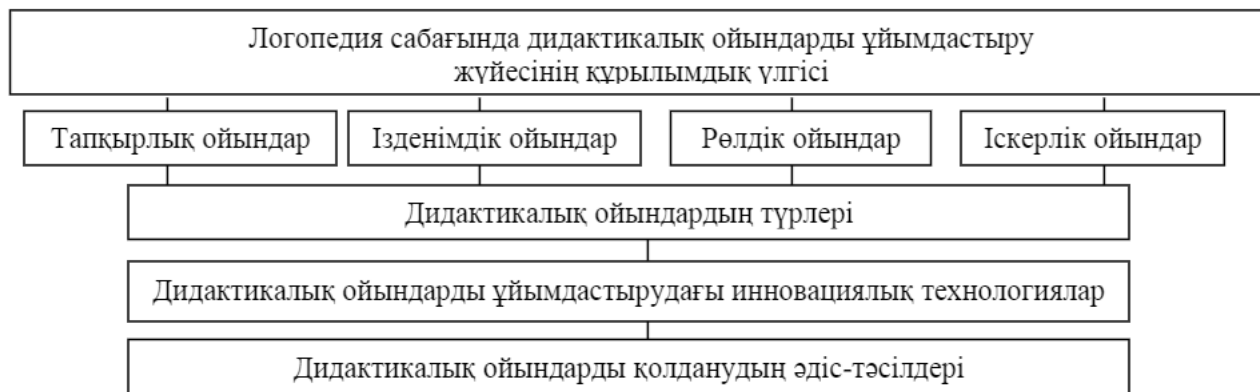 Логопедия сабағында дидактикалық ойындарды ұйымдастыру
жүйесінің құрылымдық үлгісі
Тапқырлық ойындар
Ізденімдік ойындар
Рөлдік ойындар
Іскерлік ойындар
Дидактикалық ойындардың түрлері
Дидактикалық ойындарды ұйымдастырудағы инновациялық технологиялар
Дидактикалық ойындарды қолданудың әдіс-тәсілдері